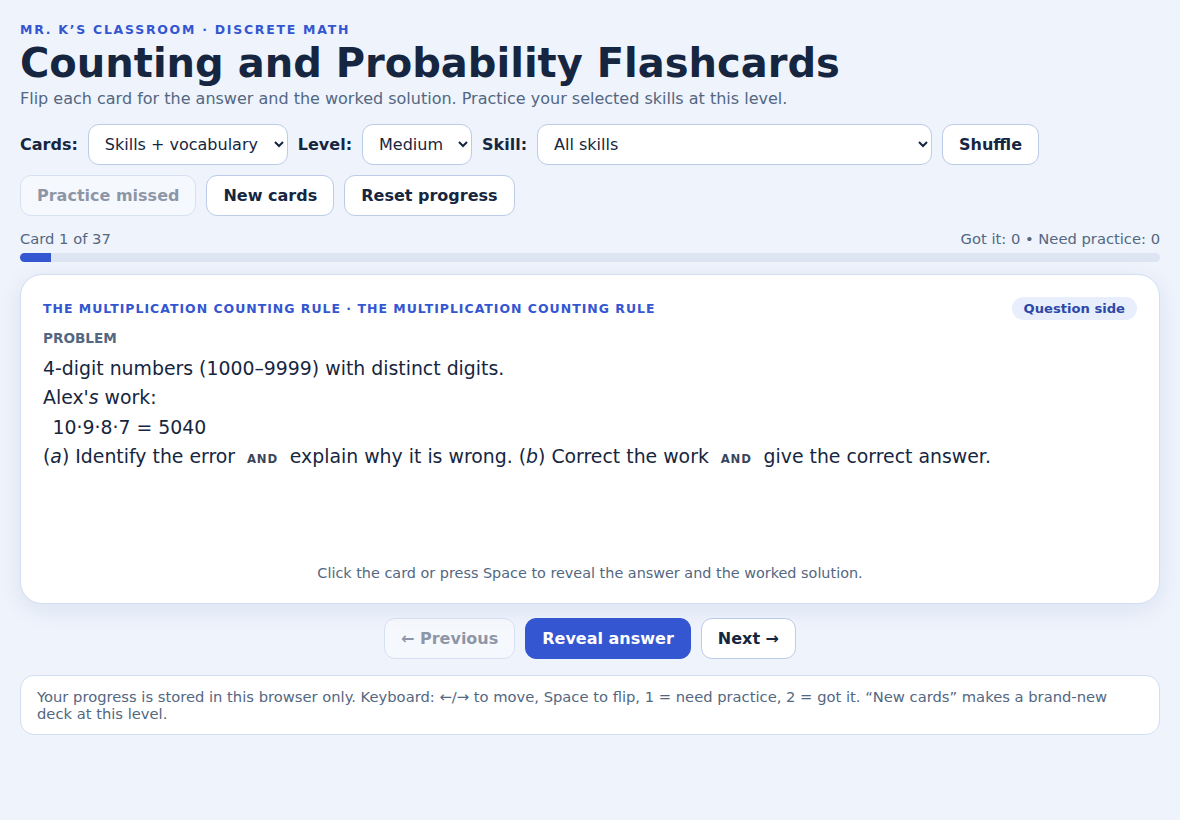 MR. K’S CLASSROOM · DISCRETE MATH
Counting and Probability Flashcards
Flip each card for the answer and the worked solution. Practice your selected skills at this level.
Cards: Skills + vocabulary Level: Medium Skill: All skills Shuffle
Practice missed New cards Reset progress
Card 1 of 37 Got it: 0 • Need practice: 0
THE MULTIPLICATION COUNTING RULE · THE MULTIPLICATION COUNTING RULE Question side
PROBLEM
4-digit numbers (1000–9999) with distinct digits.
Alex's work:
10·9·8·7 = 5040
(a) Identify the error AND explain why it is wrong. (b) Correct the work AND give the correct answer.
Click the card or press Space to reveal the answer and the worked solution.
← Previous Reveal answer Next →
Your progress is stored in this browser only. Keyboard: ←/→ to move, Space to flip, 1 = need practice, 2 = got it. “New cards” makes a brand-new
deck at this level.